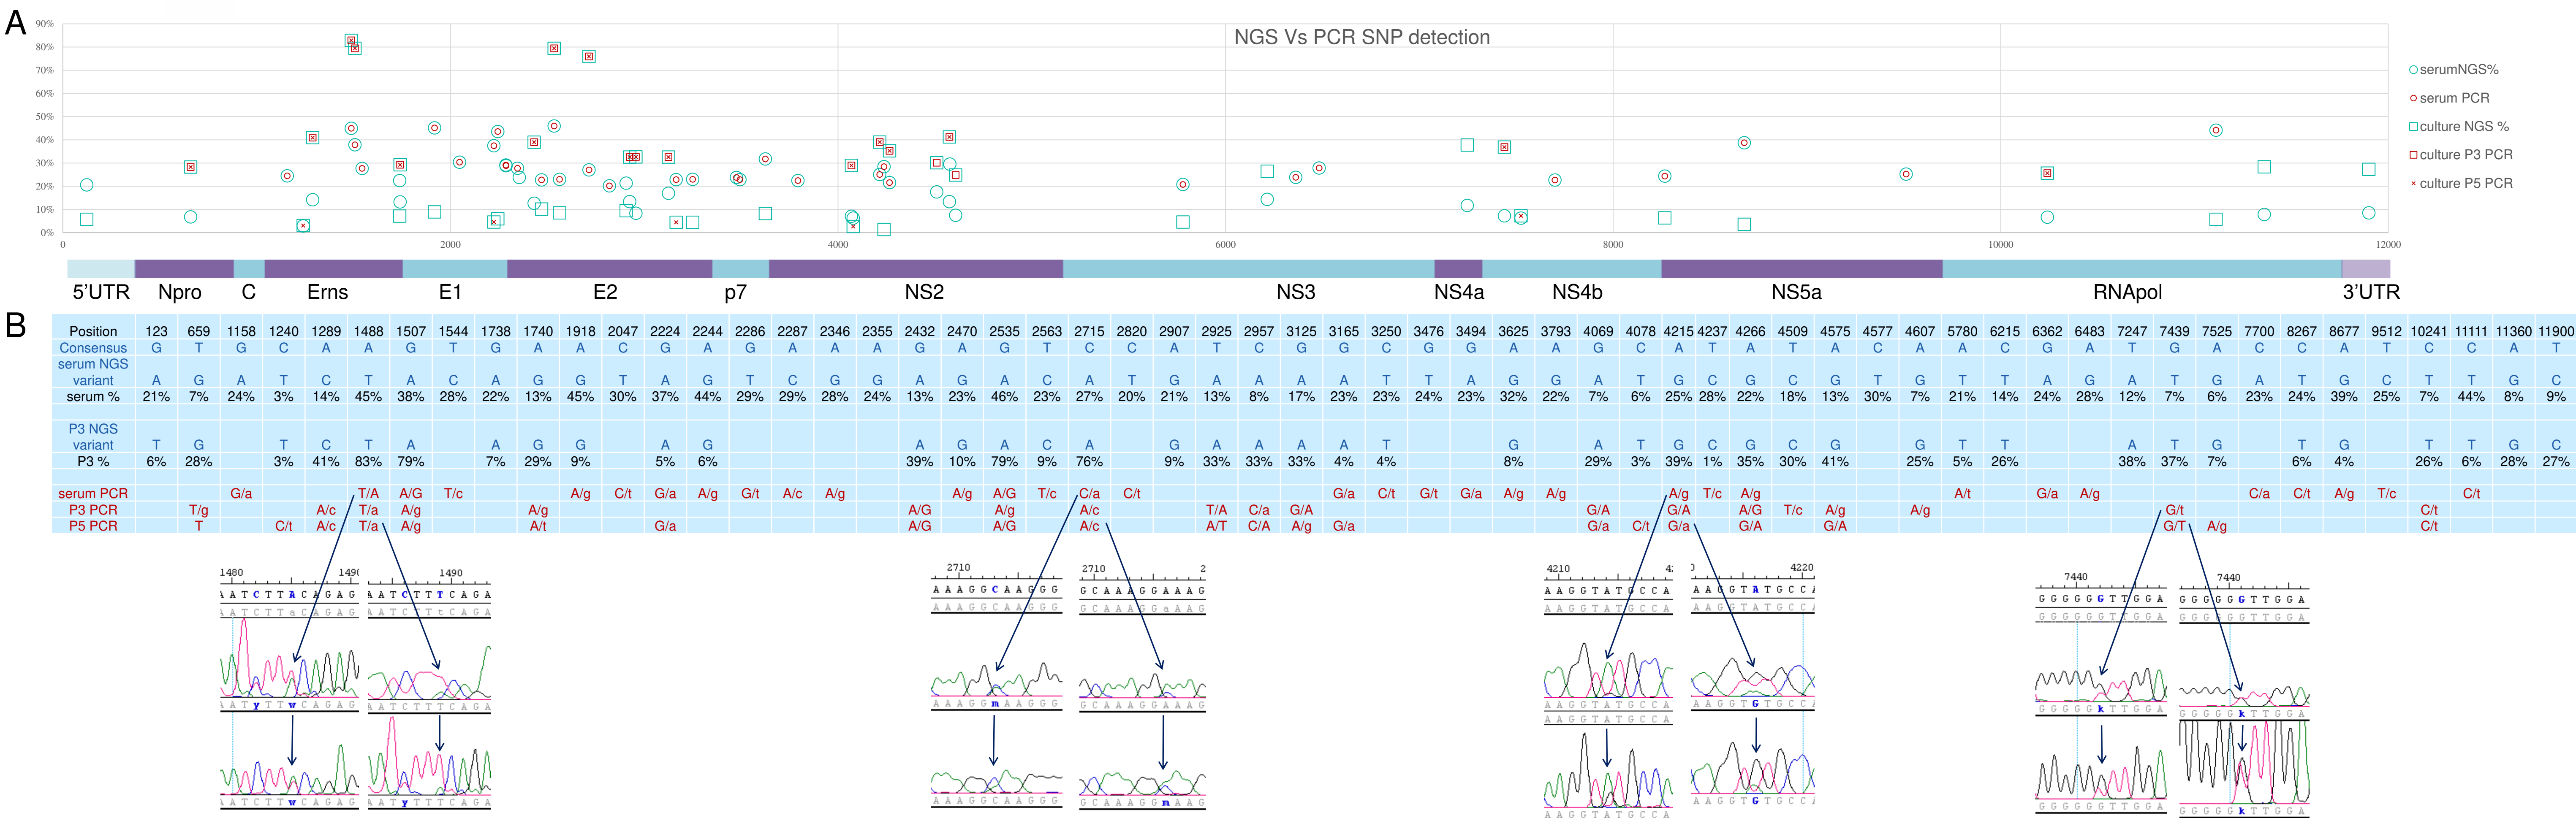 A
NGS Vs PCR SNP detection
90%
80%
70%
60%
50%
40%
30%
20%
10%
0%
0 2000 4000 6000 8000 10000 12000
serumNGS%
serum PCR
culture NGS %
culture P3 PCR
culture P5 PCR
5'UTR Npro C Erns E1 E2 p7 NS2 NS3 NS4a NS4b NS5a RNApol 3'UTR
B
Position 123 659 1158 1240 1289 1488 1507 1544 1738 1740 1918 2047 2224 2244 2286 2287 2346 2355 2432 2470 2535 2563 2715 2820 2907 2925 2957 3125 3165 3250 3476 3494 3625 3793 4069 4078 4215 4237 4266 4509 4575 4577 4607 5780 6215 6362 6483 7247 7439 7525 7700 8267 8677 9512 10241 11111 11360 11900
Consensus G T G C A A G T G A A C G A G A A A G A G T C C A T C G G C G G A A G C A T A T A C A A C G A T G A C C A T C C A T
serum NGS
variant A G A T C T A C A G G T A G T C G G A G A C A T G A A A A T T A G G A T G C G C G T G T T A G A T G A T G C T T G C
serum % 21% 7% 24% 3% 14% 45% 38% 28% 22% 13% 45% 30% 37% 44% 29% 29% 28% 24% 13% 23% 46% 23% 27% 20% 21% 13% 8% 17% 23% 23% 24% 23% 32% 22% 7% 6% 25% 28% 22% 18% 13% 30% 7% 21% 14% 24% 28% 12% 7% 6% 23% 24% 39% 25% 7% 44% 8% 9%
P3 NGS
variant T G T C T A A G G A G A G A C A G A A A A T G A T G C G C G G T T A T G T G T T G C
P3 % 6% 28% 3% 41% 83% 79% 7% 29% 9% 5% 6% 39% 10% 79% 9% 76% 9% 33% 33% 33% 4% 4% 8% 29% 3% 39% 1% 35% 30% 41% 25% 5% 26% 38% 37% 7% 6% 4% 26% 6% 28% 27%
serum PCR G/a T/A A/G T/c A/g C/t G/a A/g G/t A/c A/g A/g A/G T/c C/a C/t G/a C/t G/t G/a A/g A/g A/g T/c A/g A/t G/a A/g C/a C/t A/g T/c C/t
P3 PCR T/g A/c T/a A/g A/g A/G A/g A/c T/A C/a G/A G/A G/A A/G T/c A/g A/g G/t C/t
P5 PCR T C/t A/c T/a A/g A/t G/a A/G A/G A/c A/T C/A A/g G/a G/a C/t G/a G/A G/A G/T A/g C/t
1480 149
1490
2710
2710 2
4210 4
0 4220
7440
7440
A T C T T A C A G A G
A T C T T a C A G A G
A T C T T T C A G A
A T C T T t C A G A
A A A G G C A A G G G
A A A G G C A A G G G
G C A A A G G A A A G
G C A A A G G a A A G
A A G G T A T G C C A
A A G G T A T G C C A
A A G G T A T G C C
A A G G T A T G C C
G G G G G G T T G G A
G G G G G G T T G G A
G G G G G G T T G G A
G G G G G G T T G G A
A T y T T w C A G A G
A T C T T T C A G A
A A A G G m A A G G G
G C A A A G G A A A G
A A G G T A T G C C A
A A G G T A T G C C A
A A G G T G T G C C
G G G G G k T T G G A
G G G G G k T T G G A
A T C T T w C A G A G
A T y T T T C A G A
A A A G G C A A G G G
G C A A A G G m A A G
A A G G T A T G C C A
A A G G T G T G C C
G G G G G G T T G G A
G G G G G k T T G G A